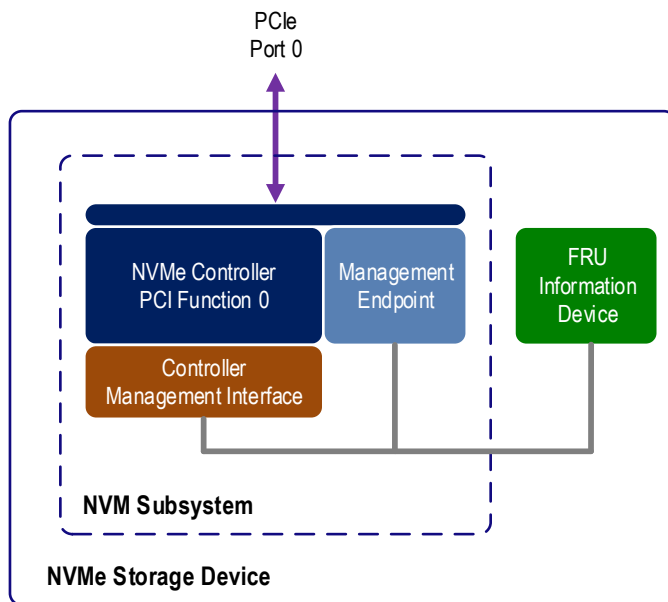 PCIe
Port 0
NVMe Controller
PCI Function 0
Management
Endpoint
FRU
Information
Device
Controller
Management Interface
NVM Subsystem
NVMe Storage Device